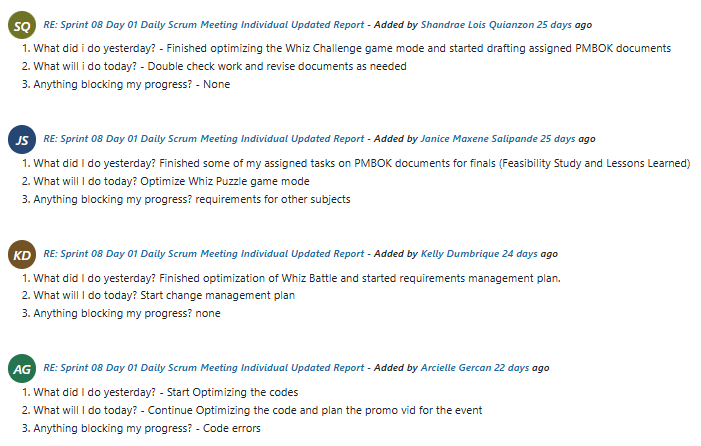 SQ
RE: Sprint 08 Day 01 Daily Scrum Meeting Individual Updated Report - Added by Shandrae Lois Quianzon 25 days ago
1. What did i do yesterday? - Finished optimizing the Whiz Challenge game mode and started drafting assigned PMBOK documents
2. What will i do today? - Double check work and revise documents as needed
3. Anything blocking my progress? - None
JS
RE: Sprint 08 Day 01 Daily Scrum Meeting Individual Updated Report - Added by Janice Maxene Salipande 25 days ago
1. What did I do yesterday? Finished some of my assigned tasks on PMBOK documents for finals (Feasibility Study and Lessons Learned)
2. What will I do today? Optimize Whiz Puzzle game mode
3. Anything blocking my progress? requirements for other subjects
KD
RE: Sprint 08 Day 01 Daily Scrum Meeting Individual Updated Report - Added by Kelly Dumbrique 24 days ago
1. What did I do yesterday? Finished optimization of Whiz Battle and started requirements management plan.
2. What will I do today? Start change management plan
3. Anything blocking my progress? none
AG
RE: Sprint 08 Day 01 Daily Scrum Meeting Individual Updated Report - Added by Arcielle Gercan 22 days ago
1. What did I do yesterday? - Start Optimizing the codes
2. What will I do today? - Continue Optimizing the code and plan the promo vid for the event
3. Anything blocking my progress? - Code errors